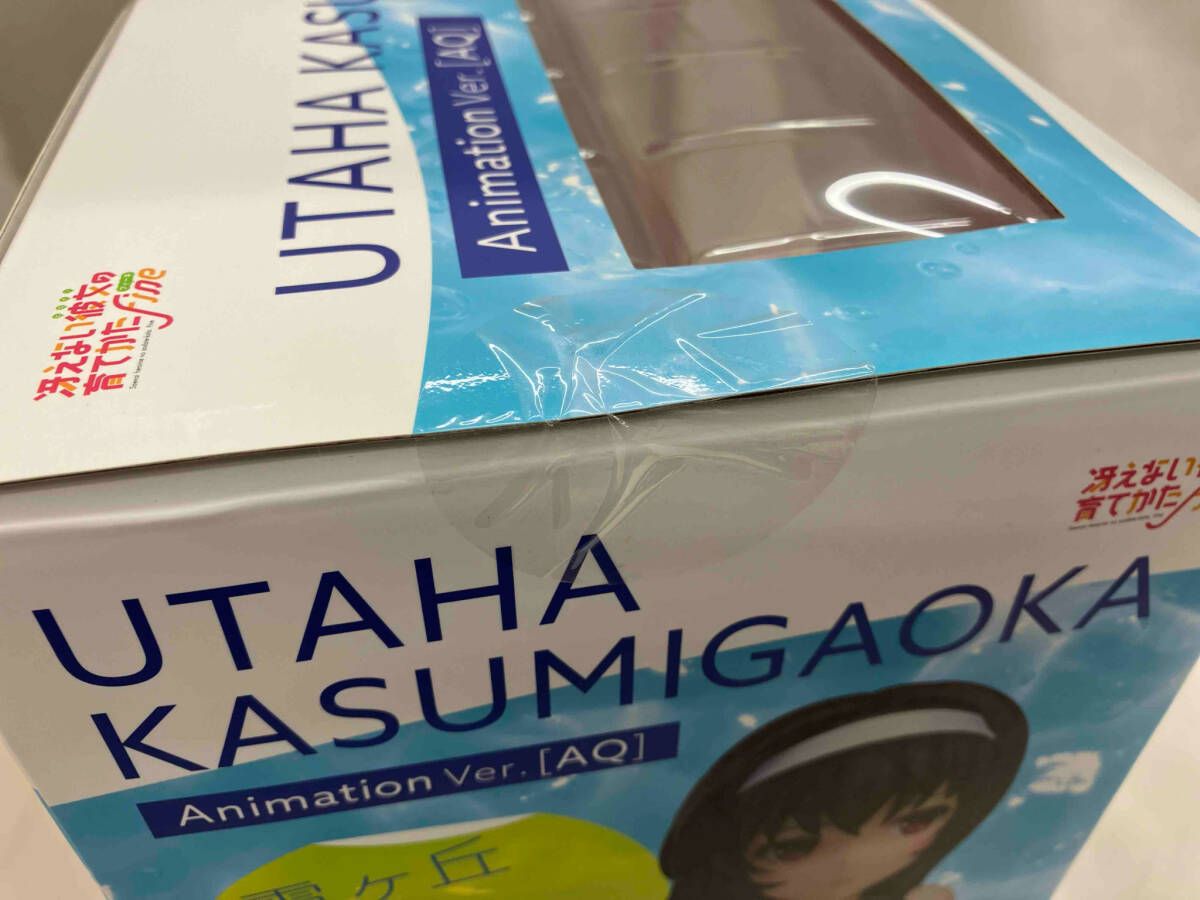 UTAHA KASU
Animation Ver.[AQ]
冴えない彼女の
育てかた fine
冴えない彼
育てかた
UTAHA
KASUMIGAOKA
Animation Ver.[AQ]
霞ヶ丘